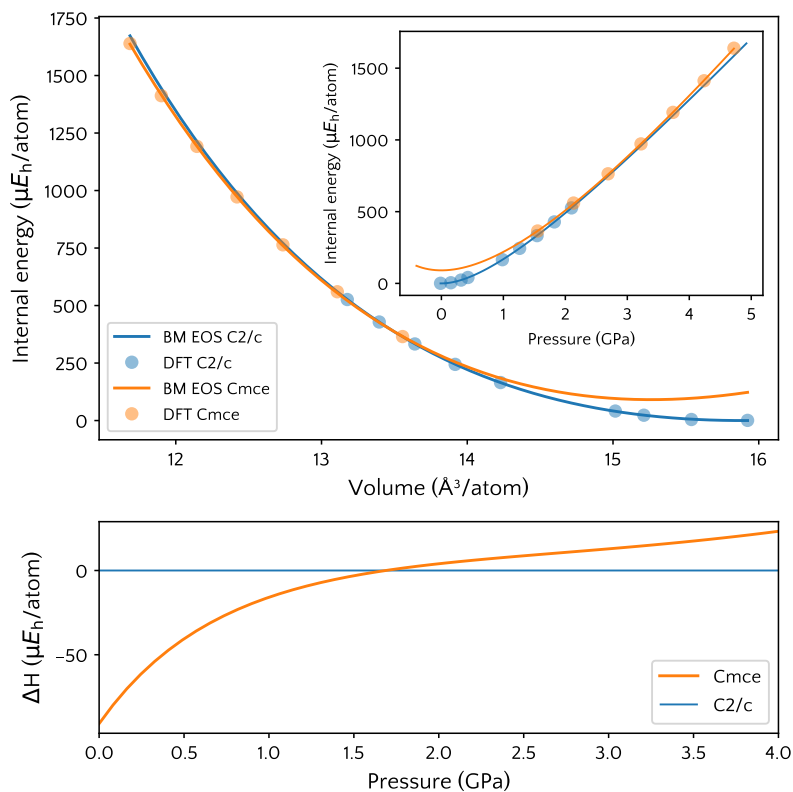 1750
1500
1250
1000
750
500
250
0
Internal energy (µEh/atom)
12
13
14
15
16
Volume (Å³/atom)
BM EOS C2/c
DFT C2/c
BM EOS Cmce
DFT Cmce
1500
1000
500
0
Internal energy (µEh/atom)
0
1
2
3
4
5
Pressure (GPa)
0
−50
ΔH (µEh/atom)
Cmce
C2/c
0.0
0.5
1.0
1.5
2.0
2.5
3.0
3.5
4.0
Pressure (GPa)